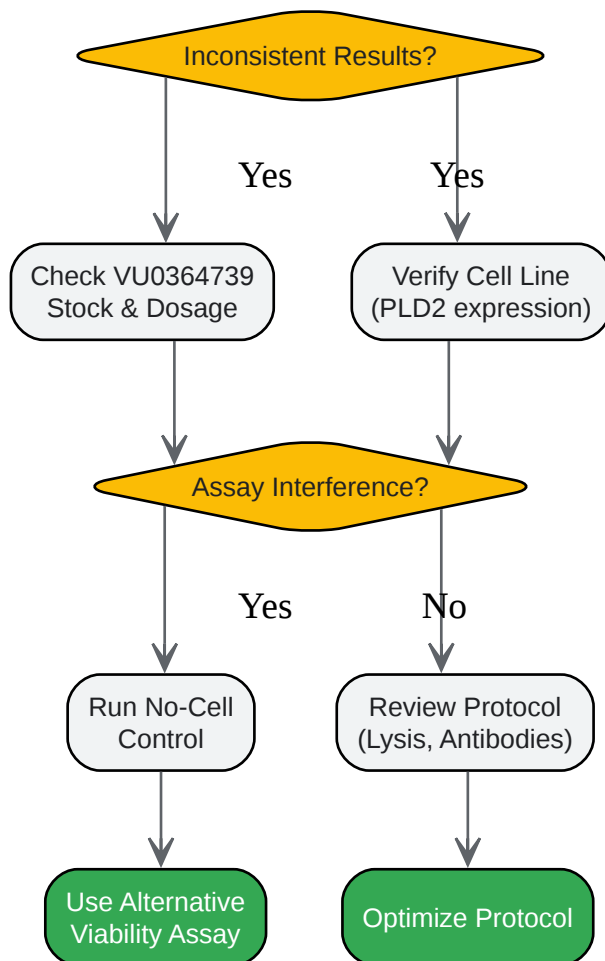 Inconsistent Results?
Yes
Yes
Check VU0364739
Stock & Dosage
Verify Cell Line
(PLD2 expression)
Assay Interference?
Yes
No
Run No-Cell
Control
Review Protocol
(Lysis, Antibodies)
Use Alternative
Viability Assay
Optimize Protocol